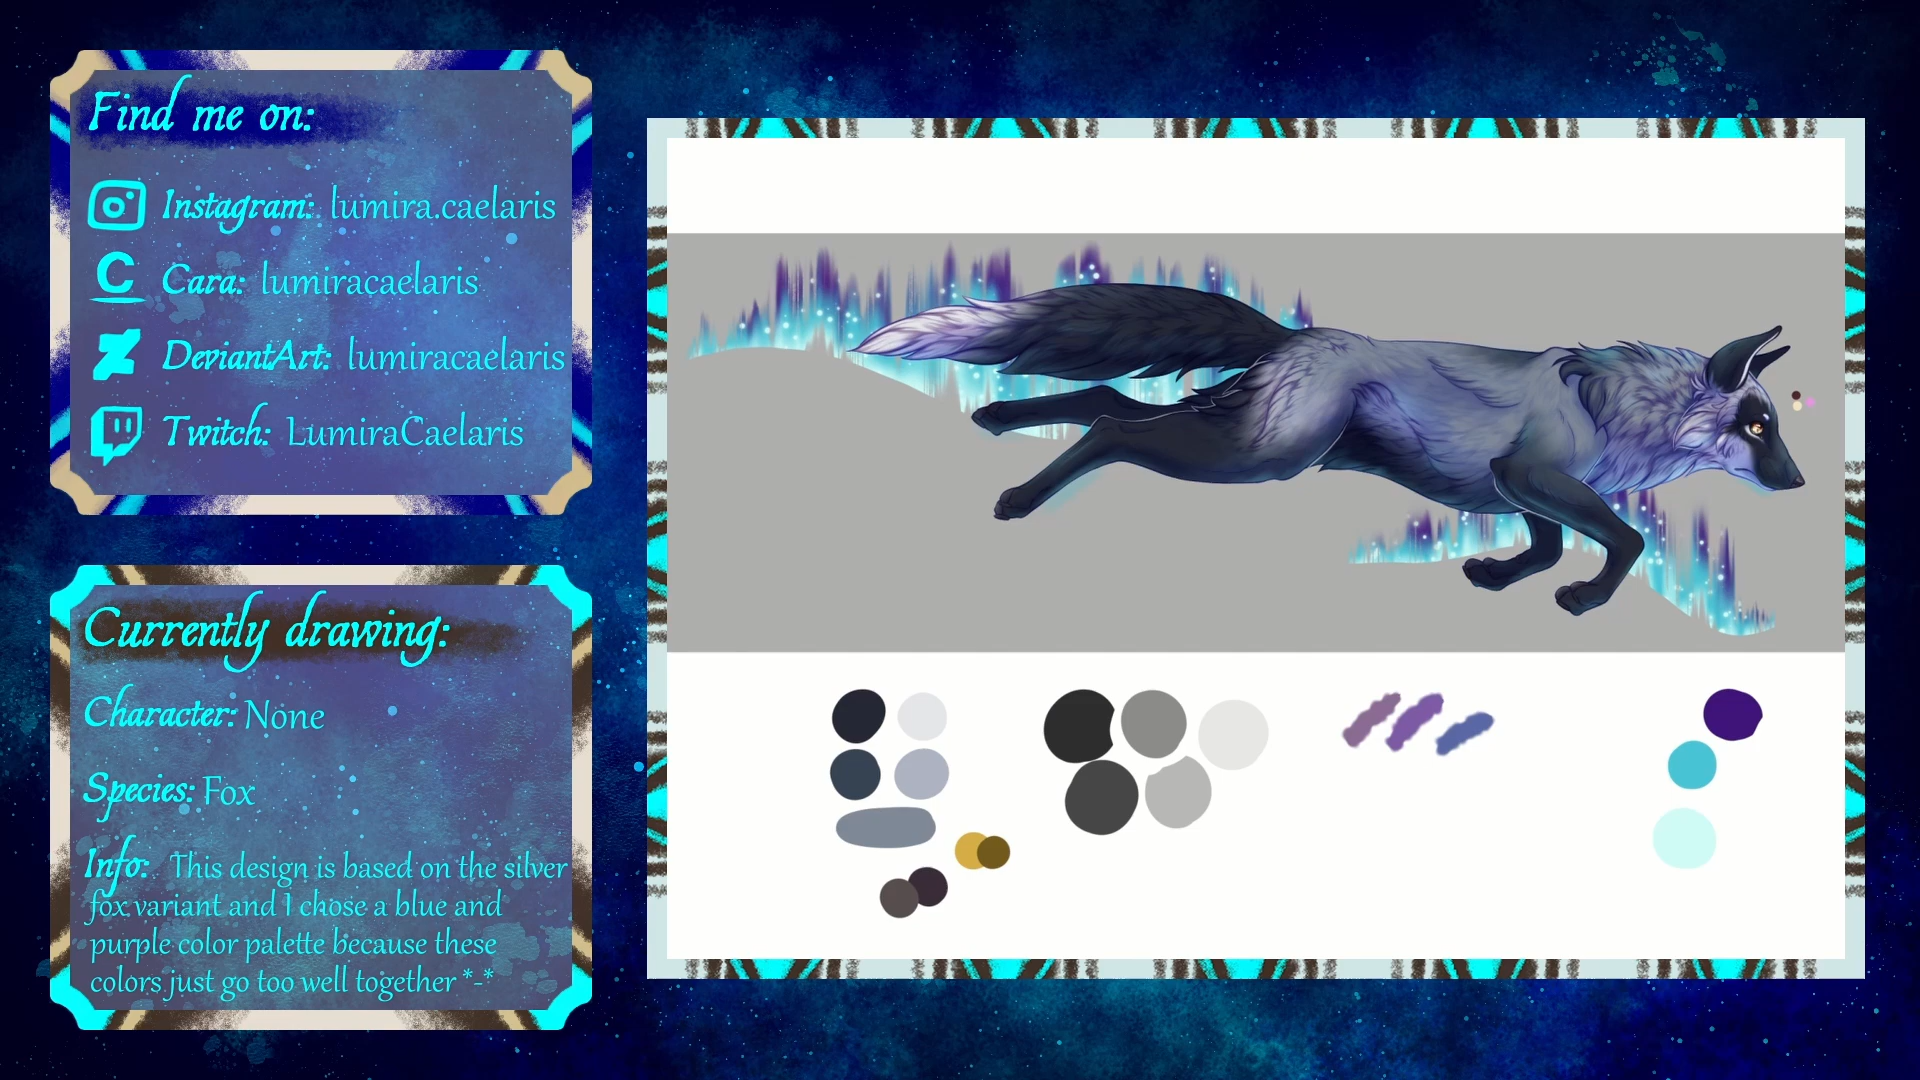 Find me on:
Instagram: lumira.caelaris
C Cara: lumiracaelaris
DeviantArt: lumiracaelaris
Twitch: LumiraCaelaris
Currently drawing:
Character: None
Species: Fox
Info: This design is based on the silver
fox variant and I chose a blue and
purple color palette because these
colors just go too well together *-*